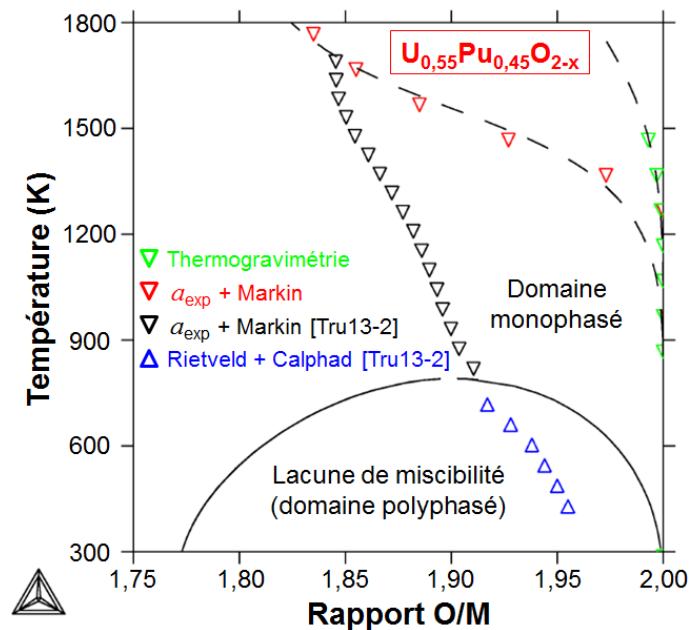 1800
1500
1200
900
600
300
Température (K)
U0,55Pu0,45O2-x
Thermogravimétrie
aexp + Markin
aexp + Markin [Tru13-2]
Rietveld + Calphad [Tru13-2]
Domaine
monophasé
Lacune de miscibilité
(domaine polyphasé)
1,75 1,80 1,85 1,90 1,95 2,00
Rapport O/M